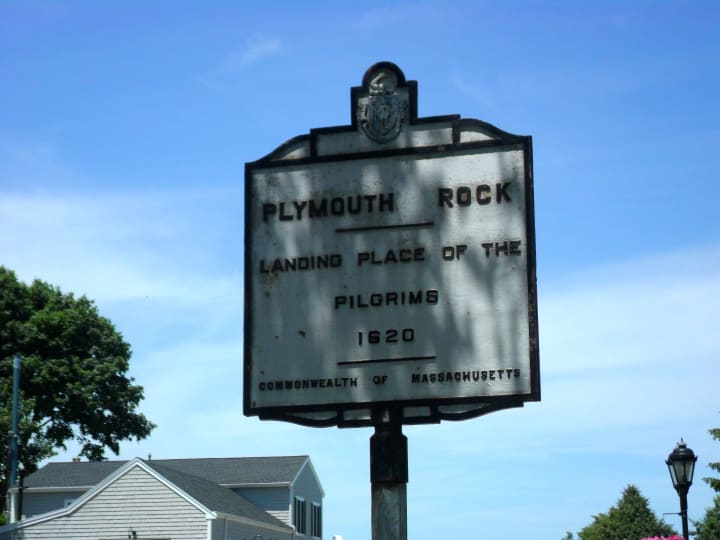 PLYMOUTH ROCK
LANDING PLACE OF THE
PILGRIMS
1620
COMMONWEALTH OF MASSACHUSETTS